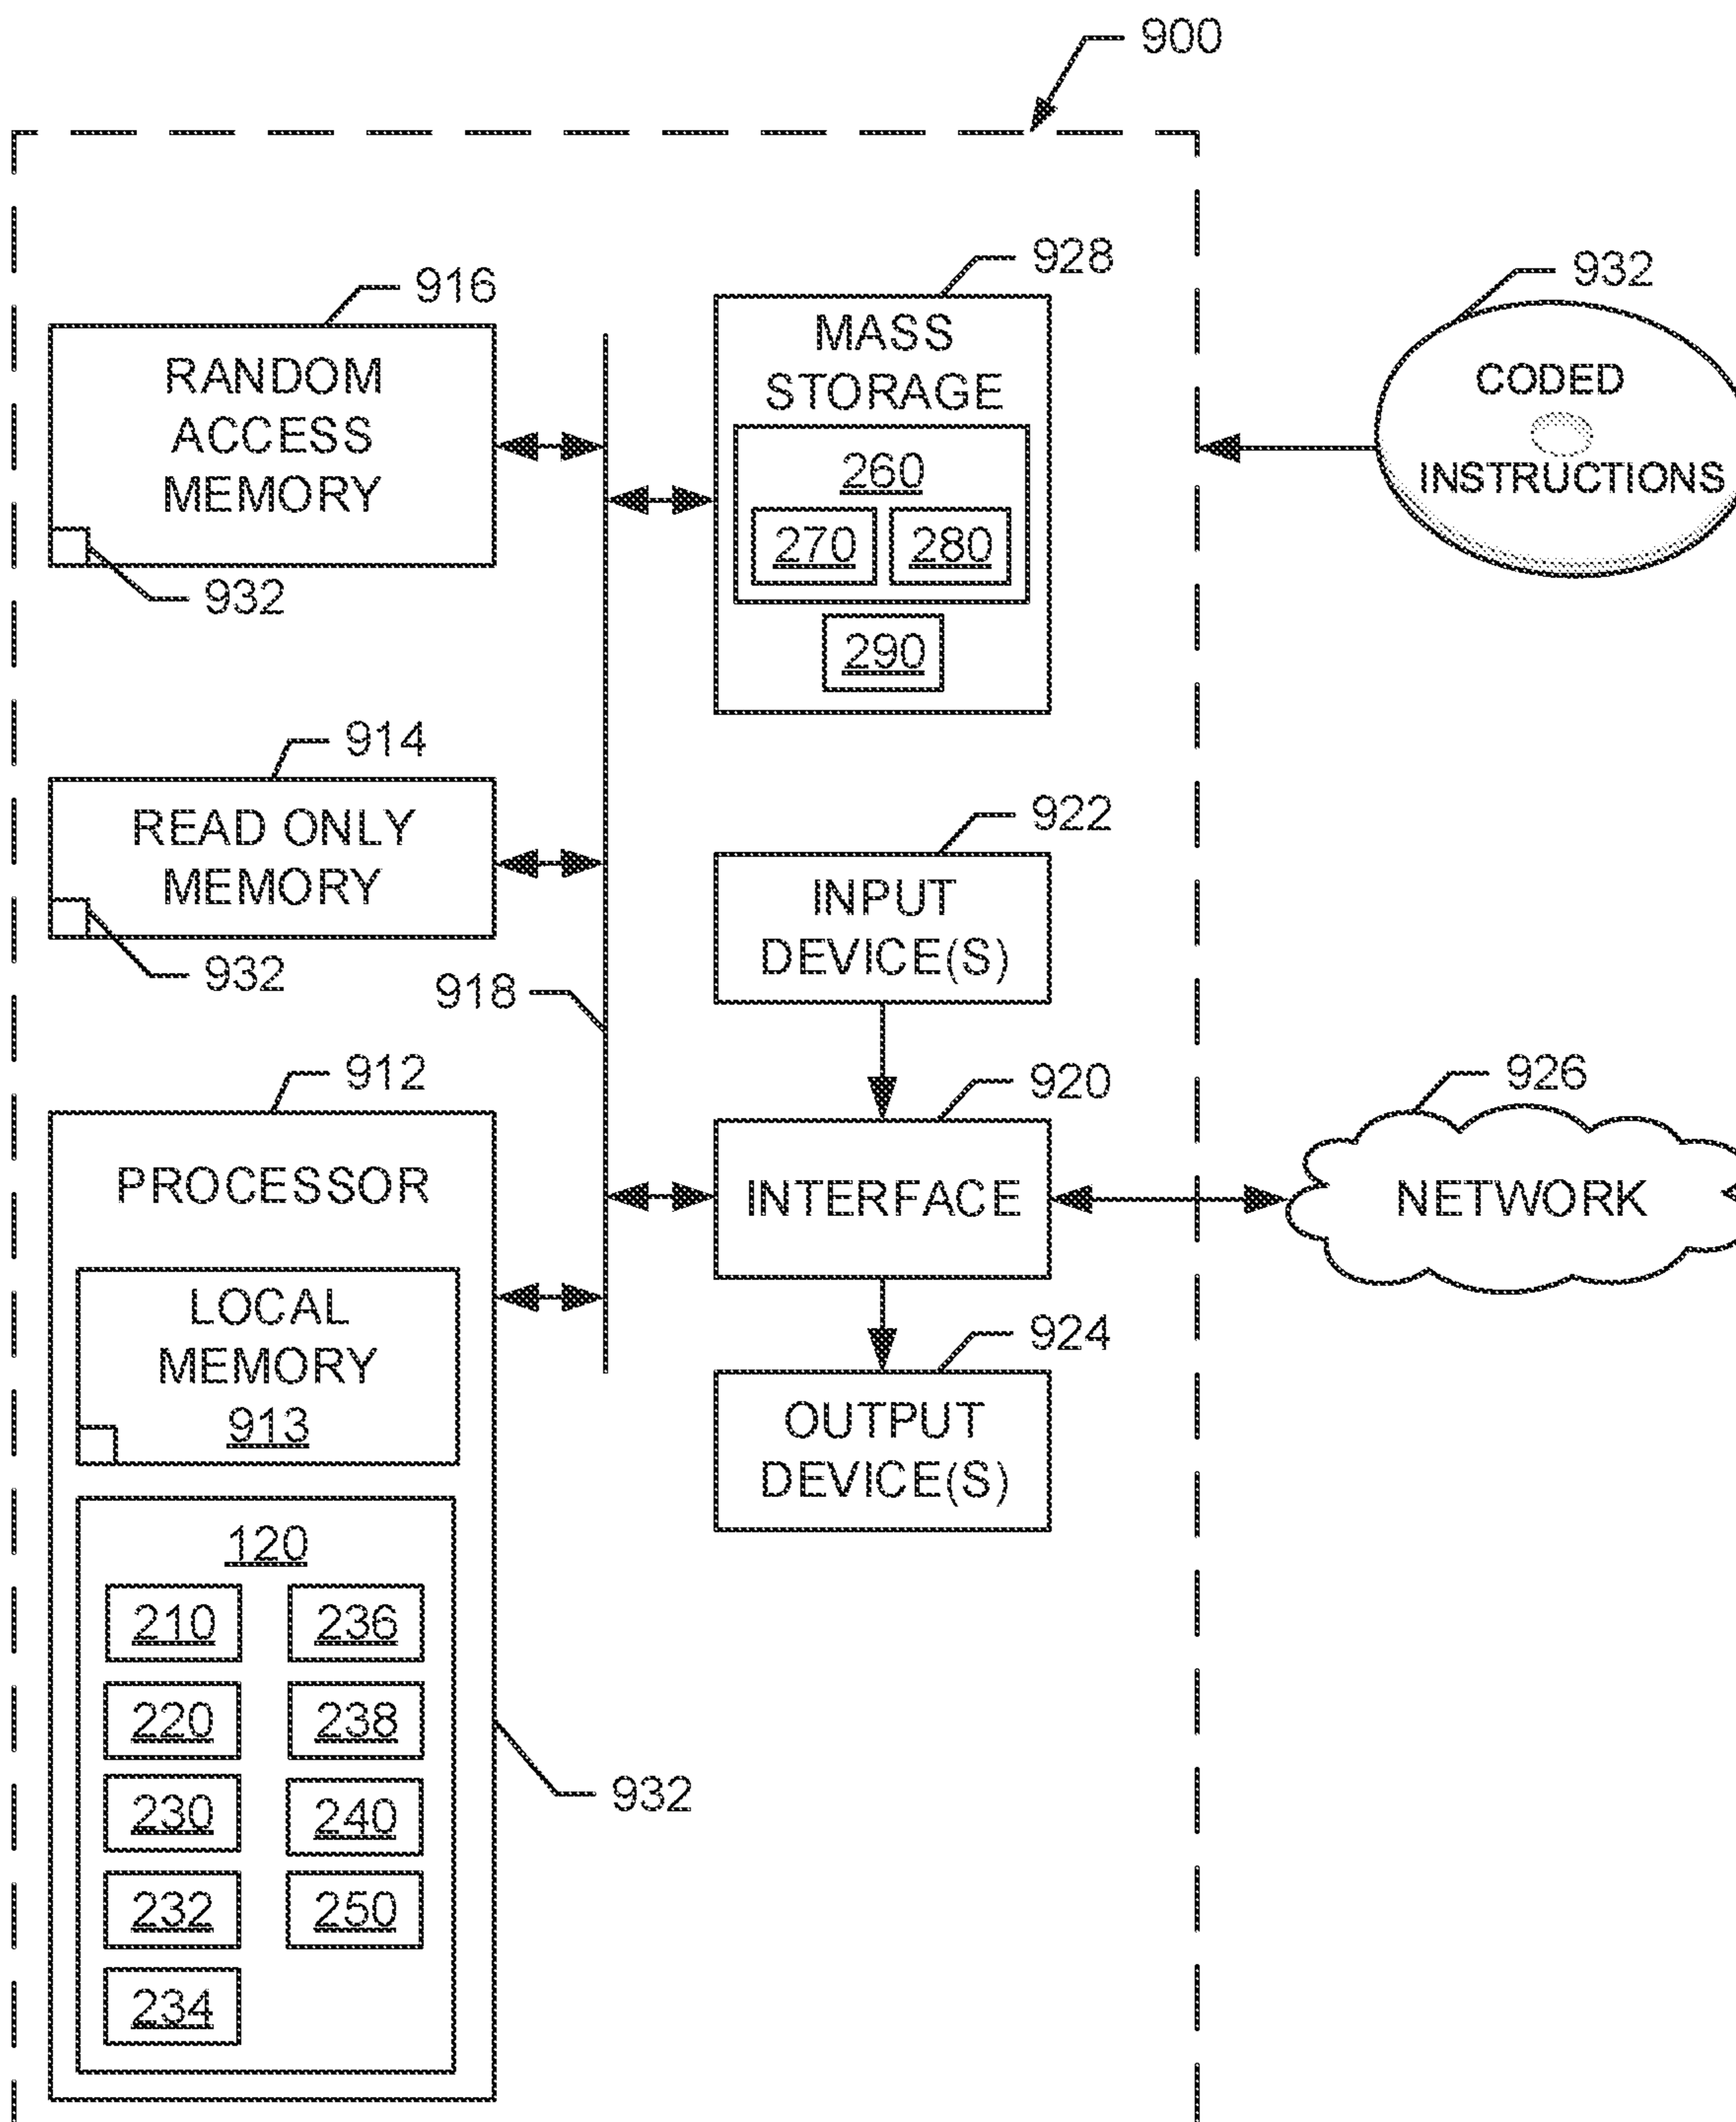 900
916
RANDOM
ACCESS
MEMORY
932
928
MASS
STORAGE
260
270 280
290
932
CODED
INSTRUCTIONS
914
READ ONLY
MEMORY
932
918
922
INPUT
DEVICE(S)
912
PROCESSOR
LOCAL
MEMORY
913
120
210 236
220 238
230 240
232 250
234
932
920
INTERFACE
926
NETWORK
924
OUTPUT
DEVICE(S)